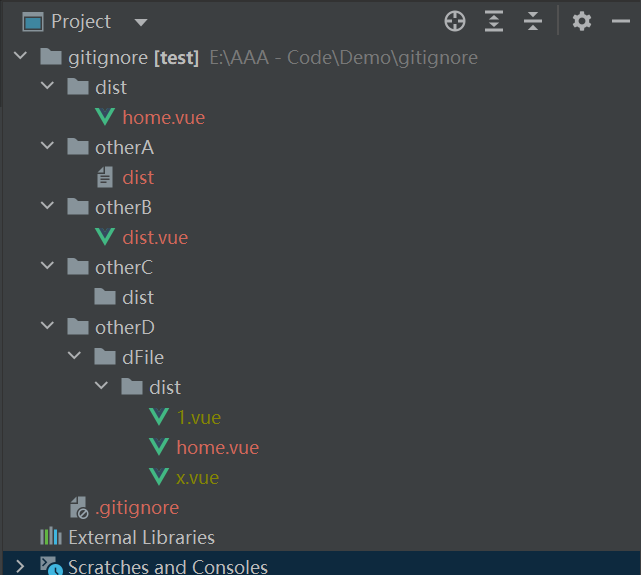 Project
gitignore [test] E:\AAA - Code\Demo\gitignore
dist
home.vue
otherA
dist
otherB
dist.vue
otherC
dist
otherD
dFile
dist
1.vue
home.vue
x.vue
.gitignore
External Libraries
Scratches and Consoles